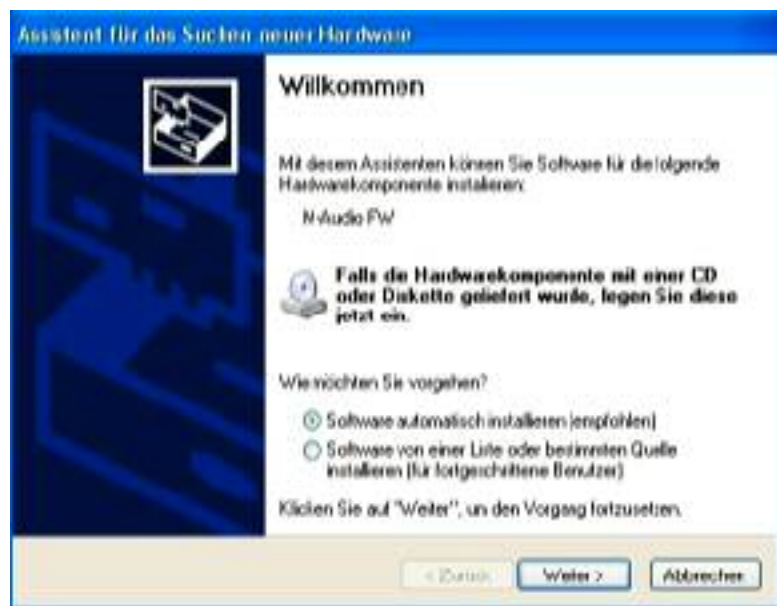 Assistent für das Suchen neuer Hardware
Willkommen
Mit diesem Assistenten können Sie Software für die folgende
Hardwarekomponente installieren:
M-Audio FW
Falls die Hardwarekomponente mit einer CD
oder Diskette geliefert wurde, legen Sie diese
jetzt ein.
Wie möchten Sie vorgehen?
Software automatisch installieren (empfohlen)
Software von einer Liste oder bestimmten Quelle
installieren (für fortgeschrittene Benutzer)
Klicken Sie auf "Weiter", um den Vorgang fortzusetzen.
< Zurück Weiter > Abbrechen